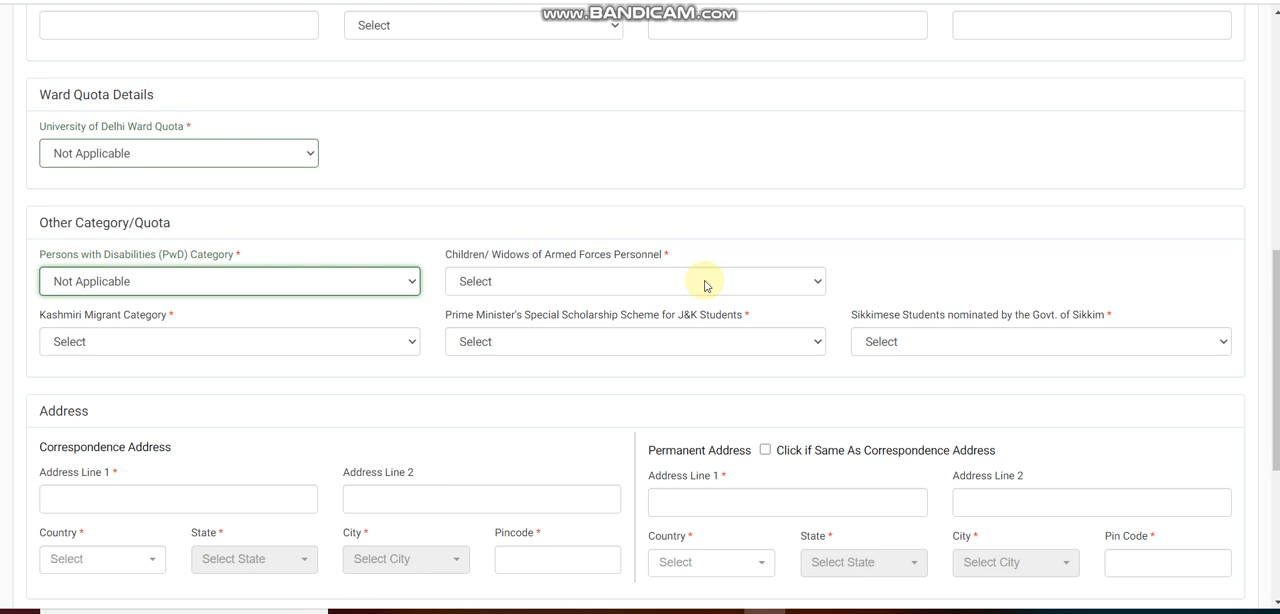 www.BANDICAM.com
Select
Ward Quota Details
University of Delhi Ward Quota *
Not Applicable
Other Category/Quota
Persons with Disabilities (PwD) Category * Children/ Widows of Armed Forces Personnel *
Not Applicable Select
Kashmiri Migrant Category * Prime Minister's Special Scholarship Scheme for J&K Students * Sikkimese Students nominated by the Govt. of Sikkim *
Select Select Select
Address
Correspondence Address
Permanent Address Click if Same As Correspondence Address
Address Line 1 * Address Line 2
Address Line 1 * Address Line 2
Country * State * City * Pincode *
Country * State * City * Pin Code *
Select Select State Select City
Select Select State Select City